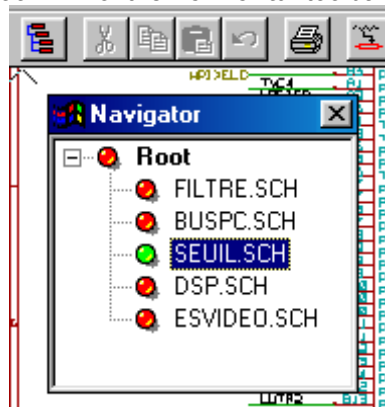 Navigator
Root
FILTRE.SCH
BUSPC.SCH
SEUIL.SCH
DSP.SCH
ESVIDEO.SCH